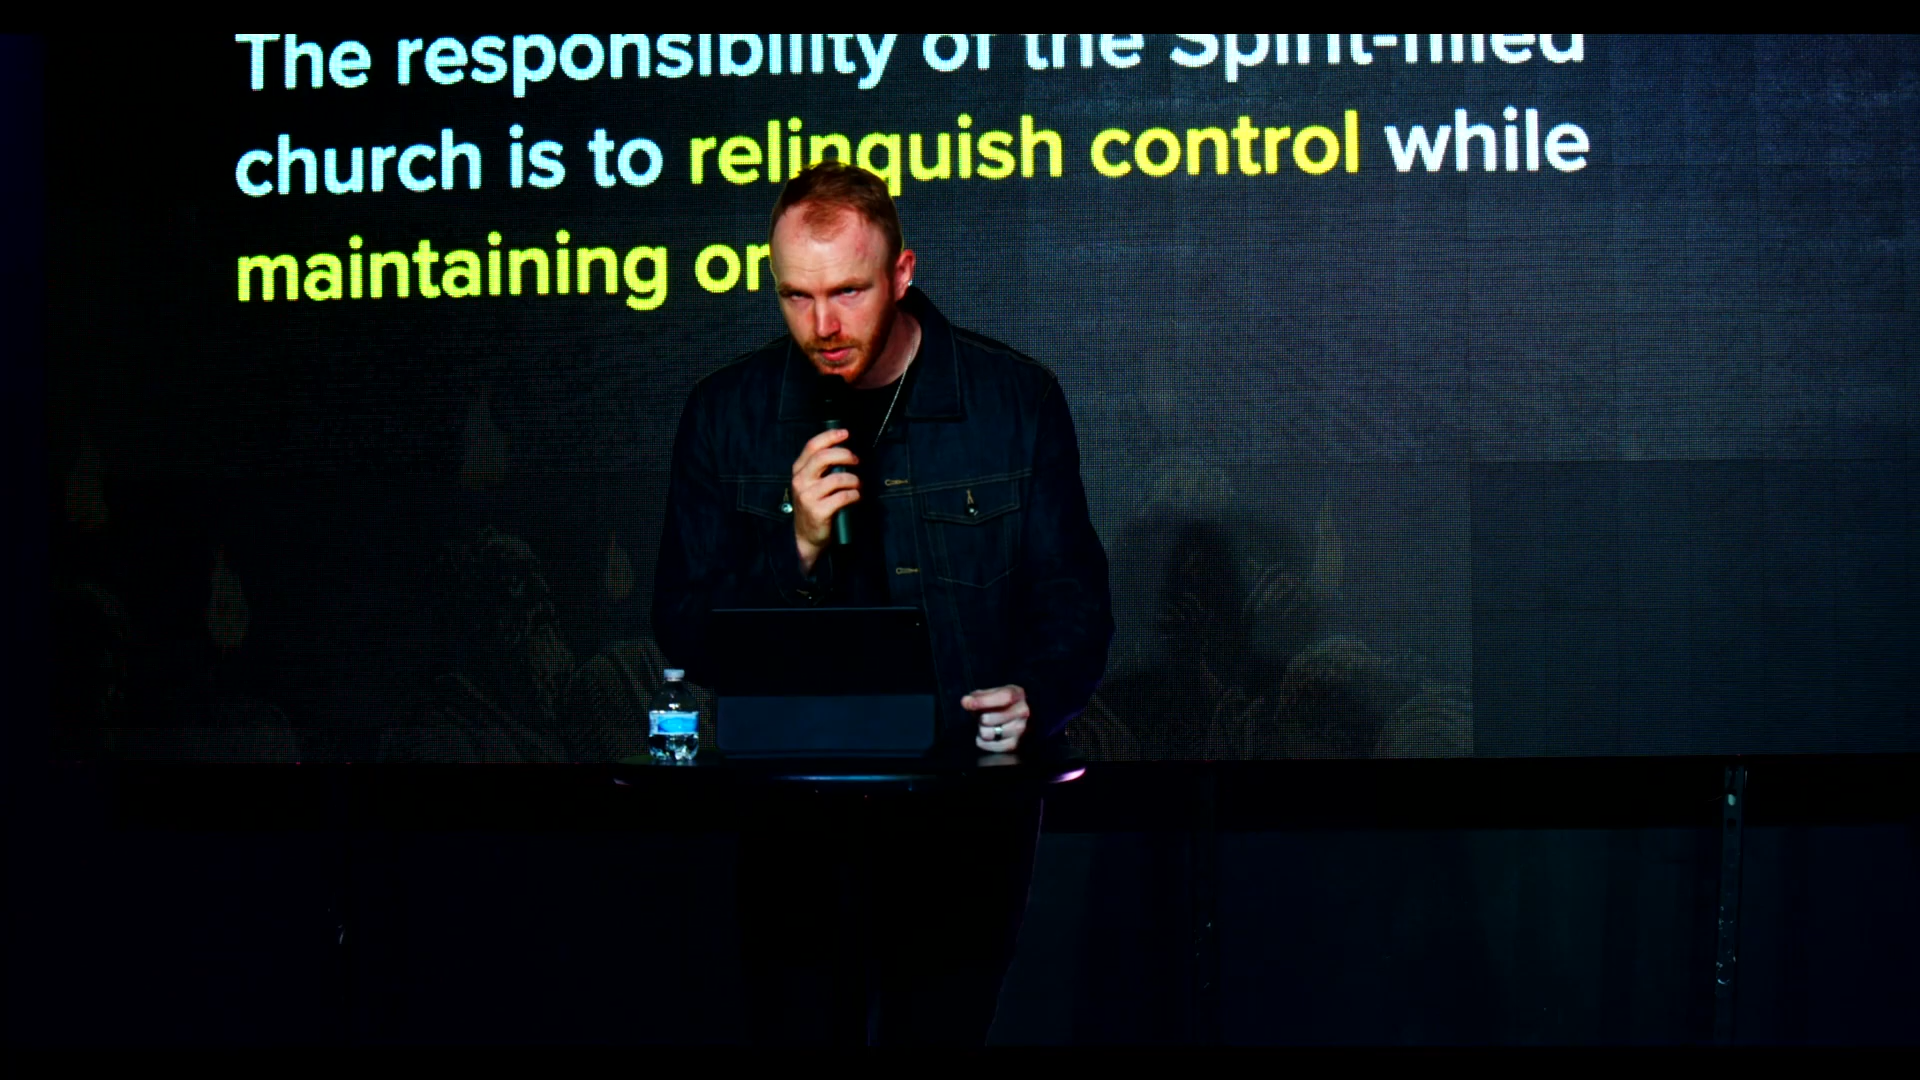 The responsibility of the Spirit-filled
church is to relinquish control while
maintaining